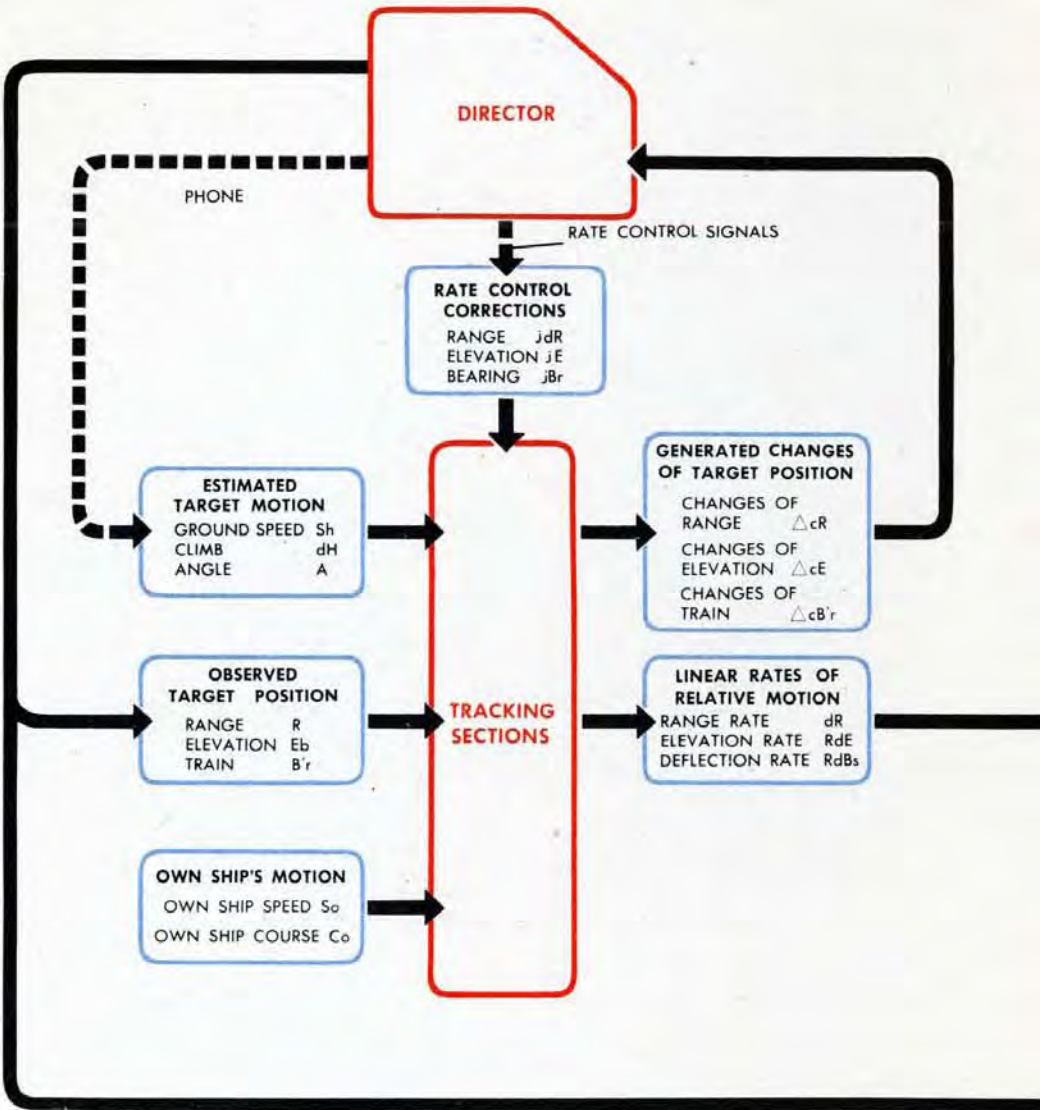 DIRECTOR
PHONE
RATE CONTROL SIGNALS
RATE CONTROL
CORRECTIONS
RANGE jdR
ELEVATION jE
BEARING jBr
ESTIMATED
TARGET MOTION
GROUND SPEED Sh
CLIMB dH
ANGLE A
GENERATED CHANGES
OF TARGET POSITION
CHANGES OF
RANGE △cR
CHANGES OF
ELEVATION △cE
CHANGES OF
TRAIN △cB'r
OBSERVED
TARGET POSITION
RANGE R
ELEVATION Eb
TRAIN B'r
TRACKING
SECTIONS
LINEAR RATES OF
RELATIVE MOTION
RANGE RATE dR
ELEVATION RATE RdE
DEFLECTION RATE RdBs
OWN SHIP'S MOTION
OWN SHIP SPEED So
OWN SHIP COURSE Co